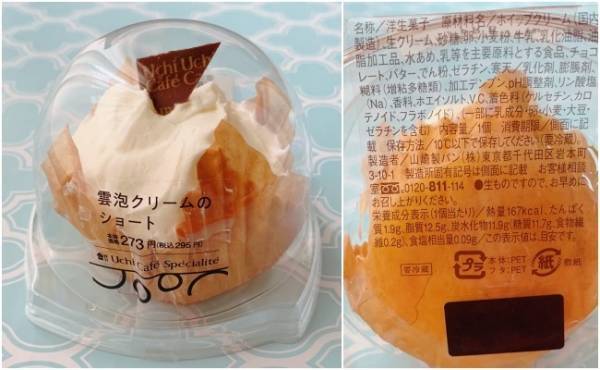 Uchi Uchi
Café Ca
雲泡クリームの
ショート
本体価格273円(税込295円)
Uchi Café Spécialité
名称/洋生菓子 原材料名/ホイップクリーム(国内
製造)、生クリーム、砂糖、卵、小麦粉、牛乳、乳化油脂、油
脂加工品、水あめ、乳等を主要原料とする食品、チョコ
レート、バター、でん粉、ゼラチン、寒天/乳化剤、膨脹剤、
糊料(増粘多糖類)、加工デンプン、pH調整剤、リン酸塩
(Na)、香料、ホエイソルト、V.C、着色料(ケルセチン、カロ
テノイド、フラボノイド)、(一部に乳成分・卵・小麦・大豆・
ゼラチンを含む) 内容量/1個 消費期限/側面に記
載 保存方法/10℃以下で保存してください(要冷蔵)。
製造者/山崎製パン(株)東京都千代田区岩本町
3-10-1 製造所固有記号は側面に記載 お客様相談
室 0120-811-114 ●生ものですので、お早めに
お召し上がりください。
栄養成分表示(1個当たり)/熱量167kcal、たんぱく
質1.9g、脂質12.5g、炭水化物11.9g、糖質11.7g、食物繊
維0.2g、食塩相当量0.09g/この表示値は、目安です。
要冷蔵
プラ 本体:PET フタ:PET 紙 敷紙